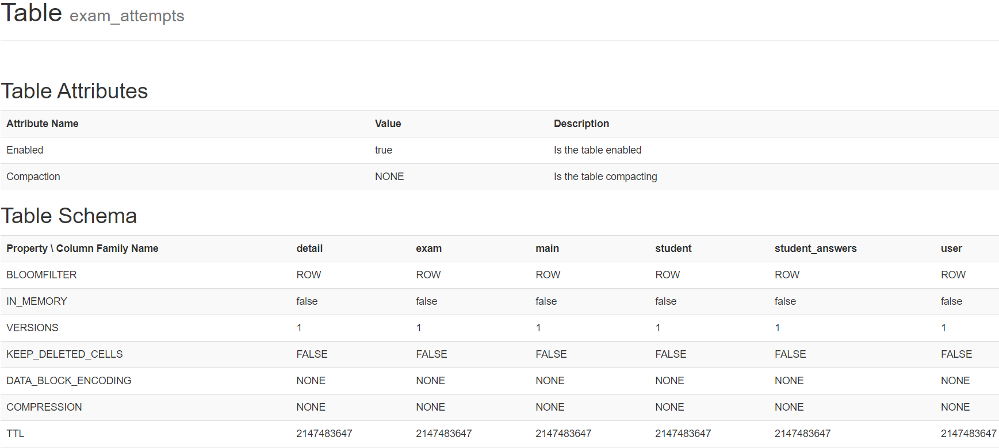 Table exam_attempts
Table Attributes
Attribute Name Value Description
Enabled true Is the table enabled
Compaction NONE Is the table compacting
Table Schema
Property \ Column Family Name detail exam main student student_answers user
BLOOMFILTER ROW ROW ROW ROW ROW ROW
IN_MEMORY false false false false false false
VERSIONS 1 1 1 1 1 1
KEEP_DELETED_CELLS FALSE FALSE FALSE FALSE FALSE FALSE
DATA_BLOCK_ENCODING NONE NONE NONE NONE NONE NONE
COMPRESSION NONE NONE NONE NONE NONE NONE
TTL 2147483647 2147483647 2147483647 2147483647 2147483647 2147483647